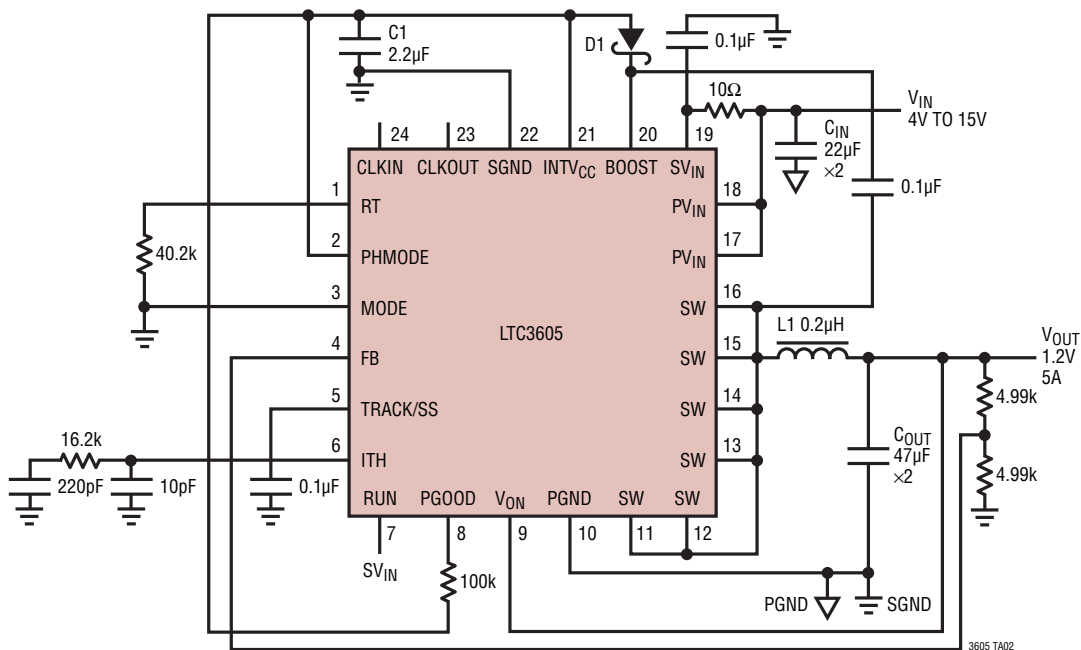 C1
2.2µF
D1
0.1µF
10Ω
V_IN
4V TO 15V
C_IN
22µF
×2
0.1µF
24
23
22
21
20
19
CLKIN
CLKOUT
SGND
INTV_CC
BOOST
SV_IN
1
RT
18
PV_IN
40.2k
2
PHMODE
17
PV_IN
3
MODE
16
SW
LTC3605
4
FB
15
SW
L1 0.2µH
V_OUT
1.2V
5A
5
TRACK/SS
14
SW
4.99k
16.2k
6
ITH
13
SW
C_OUT
47µF
×2
4.99k
220pF
10pF
0.1µF
RUN
PGOOD
V_ON
PGND
SW
SW
7
8
9
10
11
12
SV_IN
100k
PGND
SGND
3605 TA02